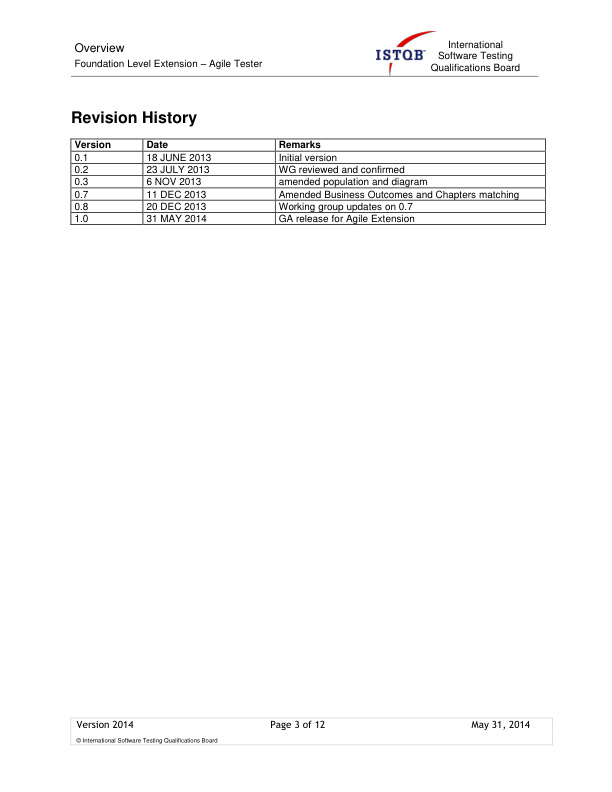 Overview
Foundation Level Extension – Agile Tester
ISTQB
International
Software Testing
Qualifications Board
Revision History
Version Date Remarks
0.1 18 JUNE 2013 Initial version
0.2 23 JULY 2013 WG reviewed and confirmed
0.3 6 NOV 2013 amended population and diagram
0.7 11 DEC 2013 Amended Business Outcomes and Chapters matching
0.8 20 DEC 2013 Working group updates on 0.7
1.0 31 MAY 2014 GA release for Agile Extension
Version 2014 Page 3 of 12 May 31, 2014
© International Software Testing Qualifications Board